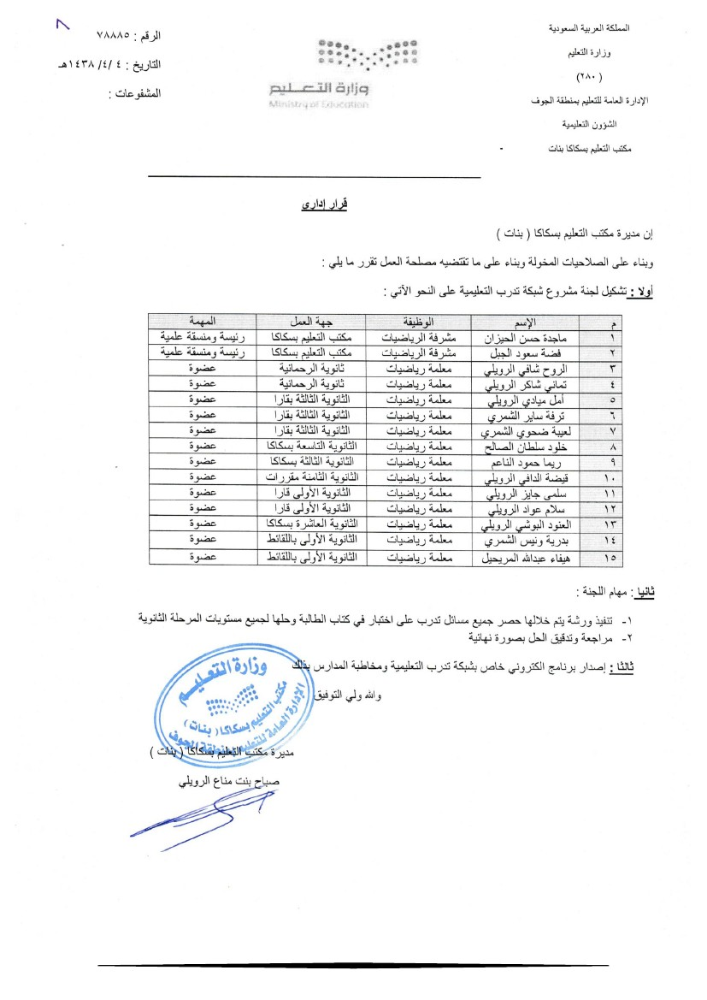 المملكة العربية السعودية
وزارة التعليم
( ٢٨٠ )
الإدارة العامة للتعليم بمنطقة الجوف
الشؤون التعليمية
مكتب التعليم بسكاكا بنات -
وزارة التعـلـيم
Ministry of Education
الرقم : ٧٨٨٨٥
التاريخ : ٤ /٤/ ١٤٣٨هـ
المشفوعات :
٨
قرار إدارى
إن مديرة مكتب التعليم بسكاكا ( بنات )
وبناء على الصلاحيات المخولة وبناء على ما تقتضيه مصلحة العمل تقرر ما يلي :
أولا : تشكيل لجنة مشروع شبكة تدرب التعليمية على النحو الآتي :
م الإسم الوظيفة جهة العمل المهمة
١ ماجدة حسن الحيزان مشرفة الرياضيات مكتب التعليم بسكاكا رئيسة ومنسقة علمية
٢ فضة سعود الجبل مشرفة الرياضيات مكتب التعليم بسكاكا رئيسة ومنسقة علمية
٣ الروح شافي الرويلي معلمة رياضيات ثانوية الرحمانية عضوة
٤ تماني شاكر الرويلي معلمة رياضيات ثانوية الرحمانية عضوة
٥ أمل ميادي الرويلي معلمة رياضيات الثانوية الثالثة بقارا عضوة
٦ ترفة ساير الشمري معلمة رياضيات الثانوية الثالثة بقارا عضوة
٧ لعيبة ضحوي الشمري معلمة رياضيات الثانوية الثالثة بقارا عضوة
٨ خلود سلطان الصالح معلمة رياضيات الثانوية التاسعة بسكاكا عضوة
٩ ريما حمود الناعم معلمة رياضيات الثانوية الثالثة بسكاكا عضوة
١٠ قيضة الدافي الرويلي معلمة رياضيات الثانوية الثامنة مقررات عضوة
١١ سلمى جايز الرويلي معلمة رياضيات الثانوية الأولى قارا عضوة
١٢ سلام عواد الرويلي معلمة رياضيات الثانوية الأولى قارا عضوة
١٣ العنود البوشي الرويلي معلمة رياضيات الثانوية العاشرة بسكاكا عضوة
١٤ بدرية ونيس الشمري معلمة رياضيات الثانوية الأولى باللقائط عضوة
١٥ هيفاء عبدالله المريحيل معلمة رياضيات الثانوية الأولى باللقائط عضوة
ثانيا : مهام اللجنة :
١- تنفيذ ورشة يتم خلالها حصر جميع مسائل تدرب على اختبار في كتاب الطالبة وحلها لجميع مستويات المرحلة الثانوية
٢- مراجعة وتدقيق الحل بصورة نهائية
ثالثا : إصدار برنامج الكتروني خاص بشبكة تدرب التعليمية ومخاطبة المدارس بذلك
والله ولي التوفيق
وزارة التعليم
الإدارة العامة للتعليم بمنطقة الجوف
مكتب التعليم بسكاكا ( بنات )
مديرة مكتب التعليم بسكاكا ( بنات )
صباح بنت مناع الرويلي